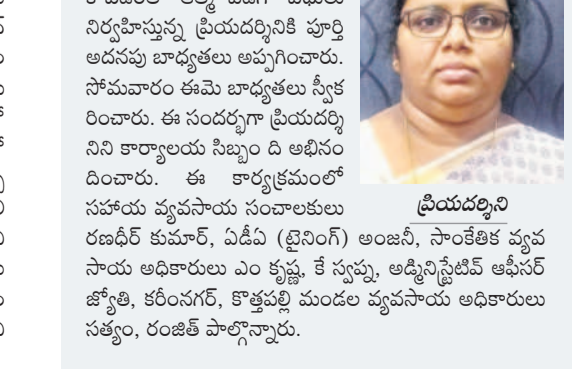 నిర్వహిస్తున్న ప్రియదర్శినికి పూర్తి
అదనపు బాధ్యతలు అప్పగించారు.
సోమవారం ఈమె బాధ్యతలు స్వీక
రించారు. ఈ సందర్భగా ప్రియదర్శి
నిని కార్యాలయ సిబ్బం ది అభినం
దించారు. ఈ కార్యక్రమంలో
సహాయ వ్యవసాయ సంచాలకులు
ప్రియదర్శిని
రణధీర్ కుమార్, ఏడీఏ (టైనింగ్) అంజనీ, సాంకేతిక వ్యవ
సాయ అధికారులు ఎం కృష్ణ, కే స్వప్న, అడ్మినిస్ట్రేటివ్ ఆఫీసర్
జ్యోతి, కరీంనగర్, కొత్తపల్లి మండల వ్యవసాయ అధికారులు
సత్యం, రంజిత్ పాల్గొన్నారు.